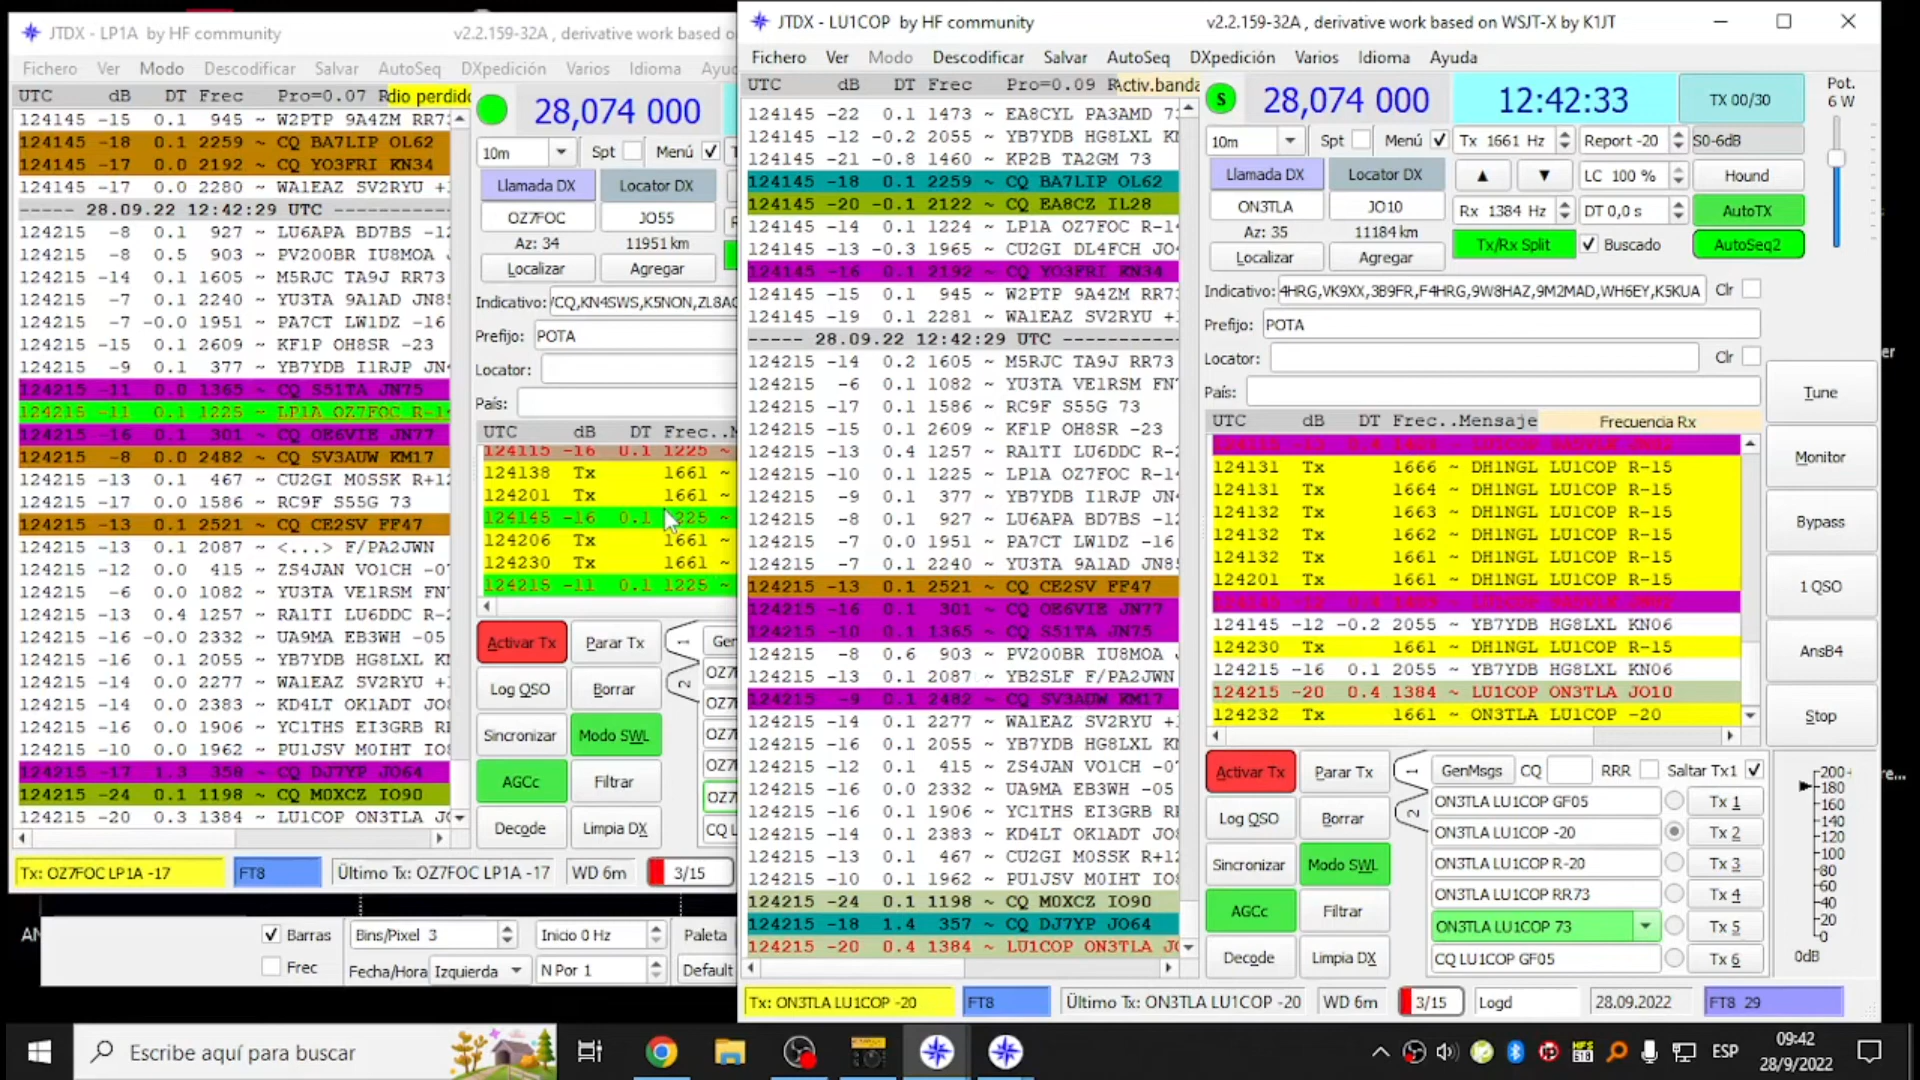 JTDX - LP1A  by HF community
v2.2.159-32A , derivative work based on
Fichero Ver Modo Descodificar Salvar AutoSeq DXpedición Varios Idioma
UTC dB DT Frec Pro=0.07
dio perdido
124145 -15 0.1 945 ~ W2PTP 9A4ZM RR73
124145 -18 0.1 2259 ~ CQ BA7LIP OL62
124145 -17 0.0 2192 ~ CQ YO3FRI KN34
124145 -17 0.0 2280 ~ WA1EAZ SV2RYU
----- 28.09.22 12:42:29 UTC -----
124215 -8 0.1 927 ~ LU6APA BD7BS -12
124215 -8 0.5 903 ~ PV200BR IU8MOA
124215 -14 0.1 1605 ~ M5RJC TA9J RR73
124215 -7 0.1 2240 ~ YU3TA 9A1AD JN85
124215 -7 -0.0 1951 ~ PA7CT LW1DZ -16
124215 -15 0.1 2609 ~ KF1P OH8SR -23
124215 -9 0.1 377 ~ YB7YDB I1RJP JN
124215 -11 0.0 1365 ~ CQ S51TA JN75
124215 -11 0.1 1225 ~ LP1A OZ7FOC R-1
124215 -16 0.1 301 ~ CQ OE6VIE JN77
124215 -8 0.0 2482 ~ CQ SV3AUW KM17
124215 -13 0.1 467 ~ CU2GI M0SSK R+12
124215 -17 0.0 1586 ~ RC9F S55G 73
124215 -13 0.1 2521 ~ CQ CE2SV FF47
124215 -13 0.1 2087 ~ <...> F/PA2JWN
124215 -12 0.0 415 ~ ZS4JAN VO1CH -0
124215 -6 0.0 1082 ~ YU3TA VE1RSM FN
124215 -13 0.4 1257 ~ RA1TI LU6DDC R-
124215 -16 -0.0 2332 ~ UA9MA EB3WH -05
124215 -16 0.1 2055 ~ YB7YDB HG8LXL
124215 -14 0.0 2277 ~ WA1EAZ SV2RYU
124215 -14 0.0 2383 ~ KD4LT OK1ADT JO
124215 -16 0.0 1906 ~ YC1THS EI3GRB
124215 -10 0.0 1962 ~ PU1JSV M0IHT IO
124215 -17 1.3 358 ~ CQ DJ7YP JO64
124215 -24 0.1 1198 ~ CQ M0XCZ IO90
124215 -20 0.3 1384 ~ LU1COP ON3TLA
28,074 000
10m Spt Menú
Llamada DX Locator DX
OZ7FOC JO55
Az: 34 11951 km
Localizar Agregar
Indicativo: /CQ,KN4SWS,K5NON,ZL8AC
Prefijo: POTA
Locator:
País:
UTC dB DT Frec..
124115 -16 0.1 1225 ~
124138 Tx 1661 ~
124201 Tx 1661 ~
124145 -16 0.1 225 ~
124206 Tx 1661 ~
124230 Tx 1661 ~
124215 -11 0.1 1225 ~
Activar Tx Parar Tx
Log QSO Borrar
Sincronizar Modo SWL
AGCc Filtrar
Decode Limpia DX
1
2
Tx: OZ7FOC LP1A -17 FT8 Último Tx: OZ7FOC LP1A -17 WD 6m 3/15
Barras Bins/Pixel 3 Inicio 0 Hz Paleta
Frec Fecha/Hora Izquierda N Por 1 Default
JTDX - LU1COP  by HF community
v2.2.159-32A , derivative work based on WSJT-X by K1JT
Fichero Ver Modo Descodificar Salvar AutoSeq DXpedición Varios Idioma Ayuda
UTC dB DT Frec Pro=0.09
Activ.banda
124145 -22 0.1 1473 ~ EA8CYL PA3AMD
124145 -12 -0.2 2055 ~ YB7YDB HG8LXL
124145 -21 -0.8 1460 ~ KP2B TA2GM 73
124145 -18 0.1 2259 ~ CQ BA7LIP OL62
124145 -20 -0.1 2122 ~ CQ EA8CZ IL28
124145 -14 0.1 1224 ~ LP1A OZ7FOC R-1
124145 -13 -0.3 1965 ~ CU2GI DL4FCH JO
124145 -16 0.1 2192 ~ CQ YO3FRI KN34
124145 -15 0.1 945 ~ W2PTP 9A4ZM RR7
124145 -19 0.1 2281 ~ WA1EAZ SV2RYU
----- 28.09.22 12:42:29 UTC -----
124215 -14 0.2 1605 ~ M5RJC TA9J RR73
124215 -6 0.1 1082 ~ YU3TA VE1RSM FN
124215 -17 0.1 1586 ~ RC9F S55G 73
124215 -15 0.1 2609 ~ KF1P OH8SR -23
124215 -13 0.4 1257 ~ RA1TI LU6DDC R-
124215 -10 0.1 1225 ~ LP1A OZ7FOC R-1
124215 -9 0.1 377 ~ YB7YDB I1RJP JN
124215 -8 0.1 927 ~ LU6APA BD7BS -1
124215 -7 0.0 1951 ~ PA7CT LW1DZ -16
124215 -7 0.1 2240 ~ YU3TA 9A1AD JN
124215 -13 0.1 2521 ~ CQ CE2SV FF47
124215 -16 0.1 301 ~ CQ OE6VIE JN77
124215 -10 0.1 1365 ~ CQ S51TA JN75
124215 -8 0.6 903 ~ PV200BR IU8MOA
124215 -13 0.1 2087 ~ YB2SLF F/PA2JWN
124215 -9 0.1 2482 ~ CQ SV3AUW KM17
124215 -14 0.1 2277 ~ WA1EAZ SV2RYU
124215 -16 0.1 2055 ~ YB7YDB HG8LXL
124215 -12 0.1 415 ~ ZS4JAN VO1CH
124215 -16 0.0 2332 ~ UA9MA EB3WH -05
124215 -16 0.1 1906 ~ YC1THS EI3GRB
124215 -14 0.1 2383 ~ KD4LT OK1ADT JO
124215 -13 0.1 467 ~ CU2GI M0SSK R+1
124215 -10 0.1 1962 ~ PU1JSV M0IHT IO
124215 -24 0.1 1198 ~ CQ M0XCZ IO90
124215 -18 1.4 357 ~ CQ DJ7YP JO64
124215 -20 0.4 1384 ~ LU1COP ON3TLA
S 28,074 000 12:42:33 TX 00/30
Pot.
6 W
10m Spt Menú Tx 1661 Hz Report -20 S0-6dB
Llamada DX Locator DX LC 100 % Hound
ON3TLA JO10 Rx 1384 Hz DT 0,0 s AutoTX
Az: 35 11184 km Tx/Rx Split Buscado AutoSeq2
Localizar Agregar
Indicativo: 4HRG,VK9XX,3B9FR,F4HRG,9W8HAZ,9M2MAD,WH6EY,K5KUA Clr
Prefijo: POTA
Locator: Clr
País:
UTC dB DT Frec..Mensaje Frecuencia Rx
124131 Tx 1666 ~ DH1NGL LU1COP R-15
124131 Tx 1664 ~ DH1NGL LU1COP R-15
124132 Tx 1663 ~ DH1NGL LU1COP R-15
124132 Tx 1662 ~ DH1NGL LU1COP R-15
124132 Tx 1661 ~ DH1NGL LU1COP R-15
124201 Tx 1661 ~ DH1NGL LU1COP R-15
124145 -12 -0.2 2055 ~ YB7YDB HG8LXL KN06
124230 Tx 1661 ~ DH1NGL LU1COP R-15
124215 -16 0.1 2055 ~ YB7YDB HG8LXL KN06
124215 -20 0.4 1384 ~ LU1COP ON3TLA JO10
124232 Tx 1661 ~ ON3TLA LU1COP -20
Tune
Monitor
Bypass
1 QSO
AnsB4
Stop
Activar Tx Parar Tx
Log QSO Borrar
Sincronizar Modo SWL
AGCc Filtrar
Decode Limpia DX
1
2
GenMsgs CQ RRR Saltar Tx1
ON3TLA LU1COP GF05 Tx 1
ON3TLA LU1COP -20 Tx 2
ON3TLA LU1COP R-20 Tx 3
ON3TLA LU1COP RR73 Tx 4
ON3TLA LU1COP 73 Tx 5
CQ LU1COP GF05 Tx 6
200
180
160
140
120
100
80
60
40
20
0
0dB
Tx: ON3TLA LU1COP -20 FT8 Último Tx: ON3TLA LU1COP -20 WD 6m 3/15 Logd 28.09.2022 FT8 29
Escribe aquí para buscar
ESP
09:42
28/9/2022